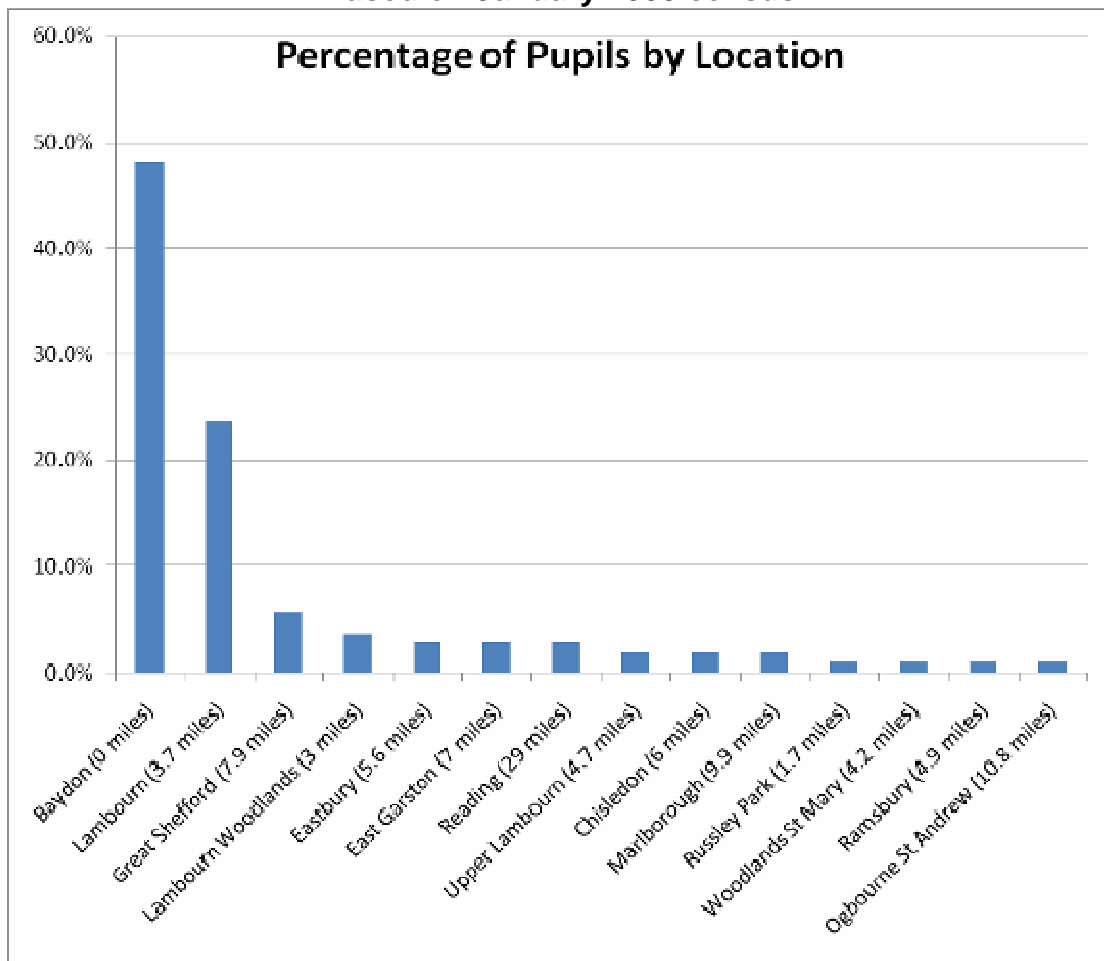 Percentage of Pupils by Location
60.0%
50.0%
40.0%
30.0%
20.0%
10.0%
0.0%
Baydon (0 miles)
Lambourn (3.7 miles)
Great Shefford (7.9 miles)
Lambourn Woodlands (3 miles)
Eastbury (5.6 miles)
East Garston (7 miles)
Reading (29 miles)
Upper Lambourn (4.7 miles)
Chisledon (6 miles)
Marlborough (9.9 miles)
Russley Park (1.7 miles)
Woodlands St Mary (4.2 miles)
Ramsbury (4.9 miles)
Ogbourne St Andrew (10.8 miles)